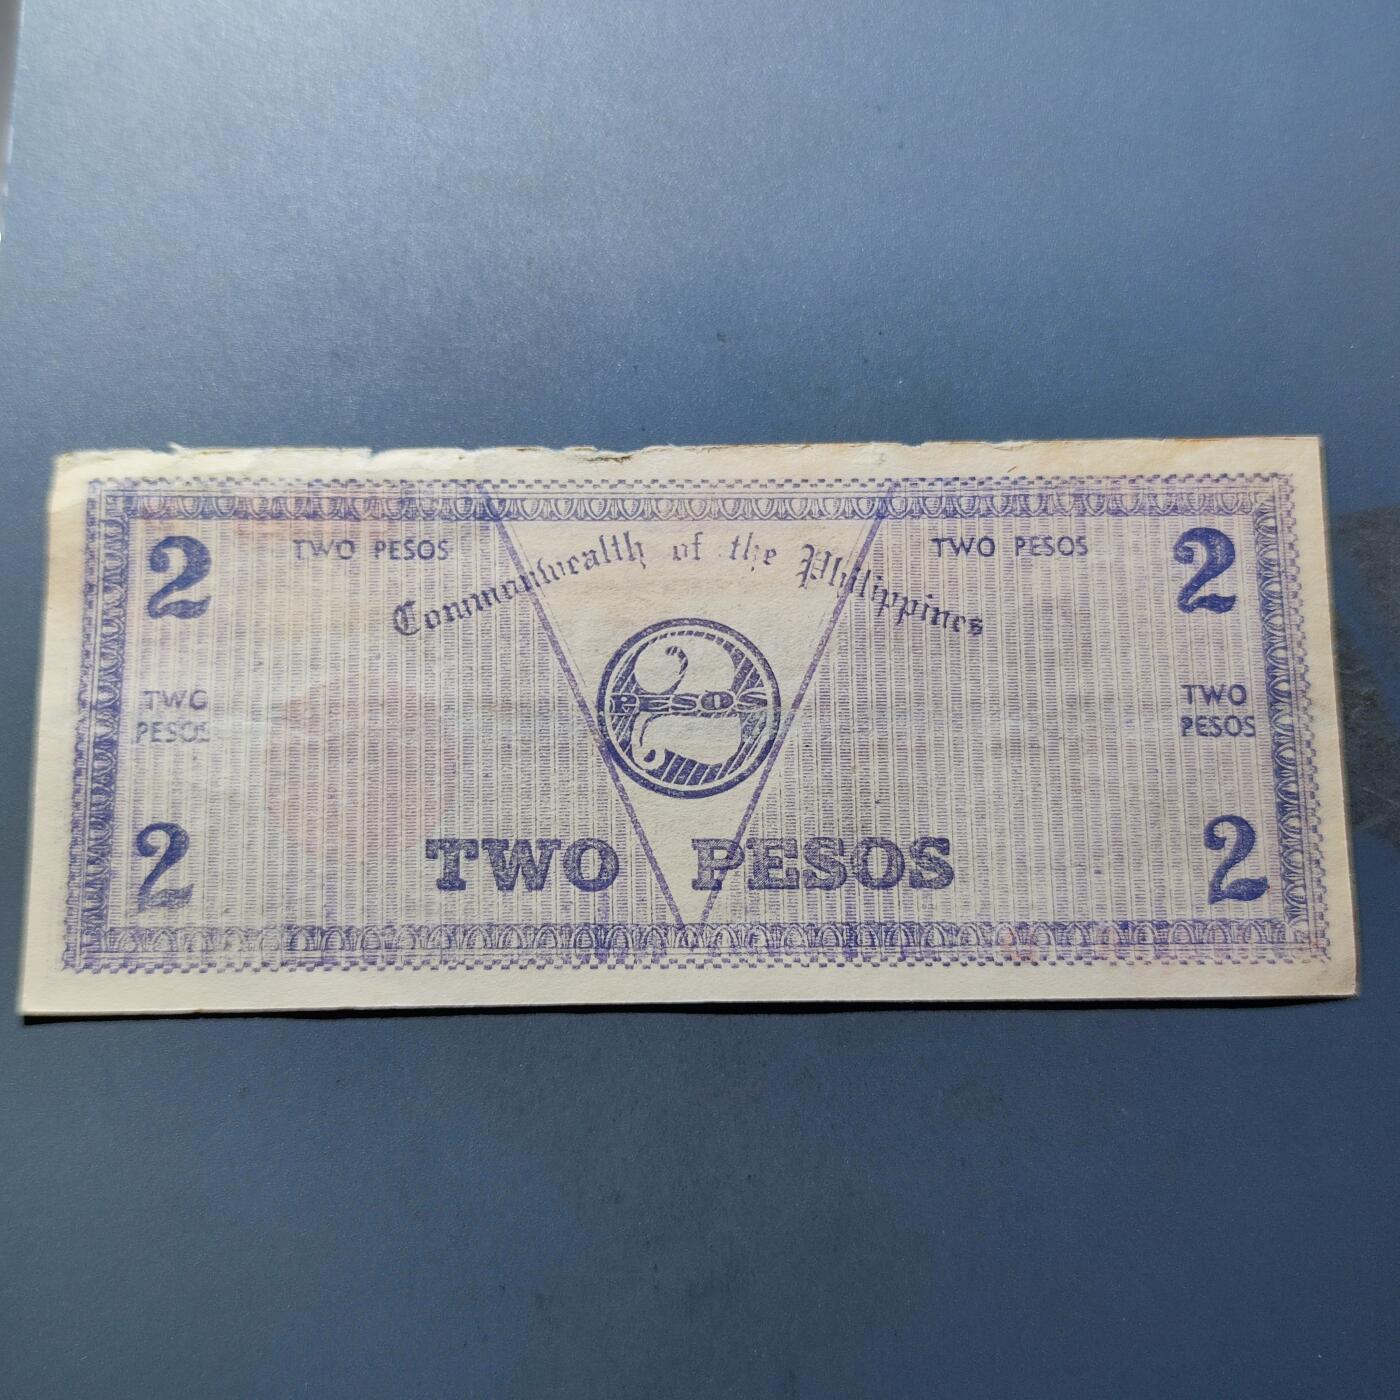 2 TWO PESOS TWO PESOS 2
Commonwealth of the Philippines
TWO PESOS
2 PESOS
TWO PESOS
2 TWO PESOS 2